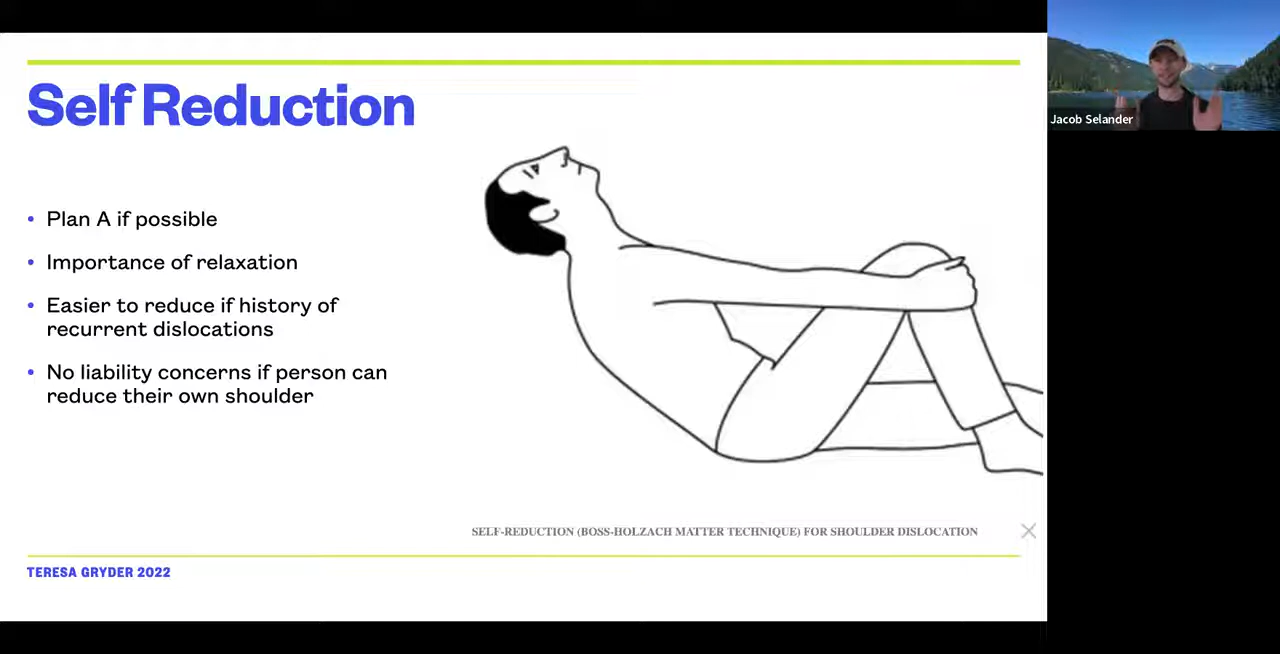 Self Reduction
• Plan A if possible
• Importance of relaxation
• Easier to reduce if history of
recurrent dislocations
• No liability concerns if person can
reduce their own shoulder
SELF-REDUCTION (BOSS-HOLZACH MATTER TECHNIQUE) FOR SHOULDER DISLOCATION
TERESA GRYDER 2022
Jacob Selander